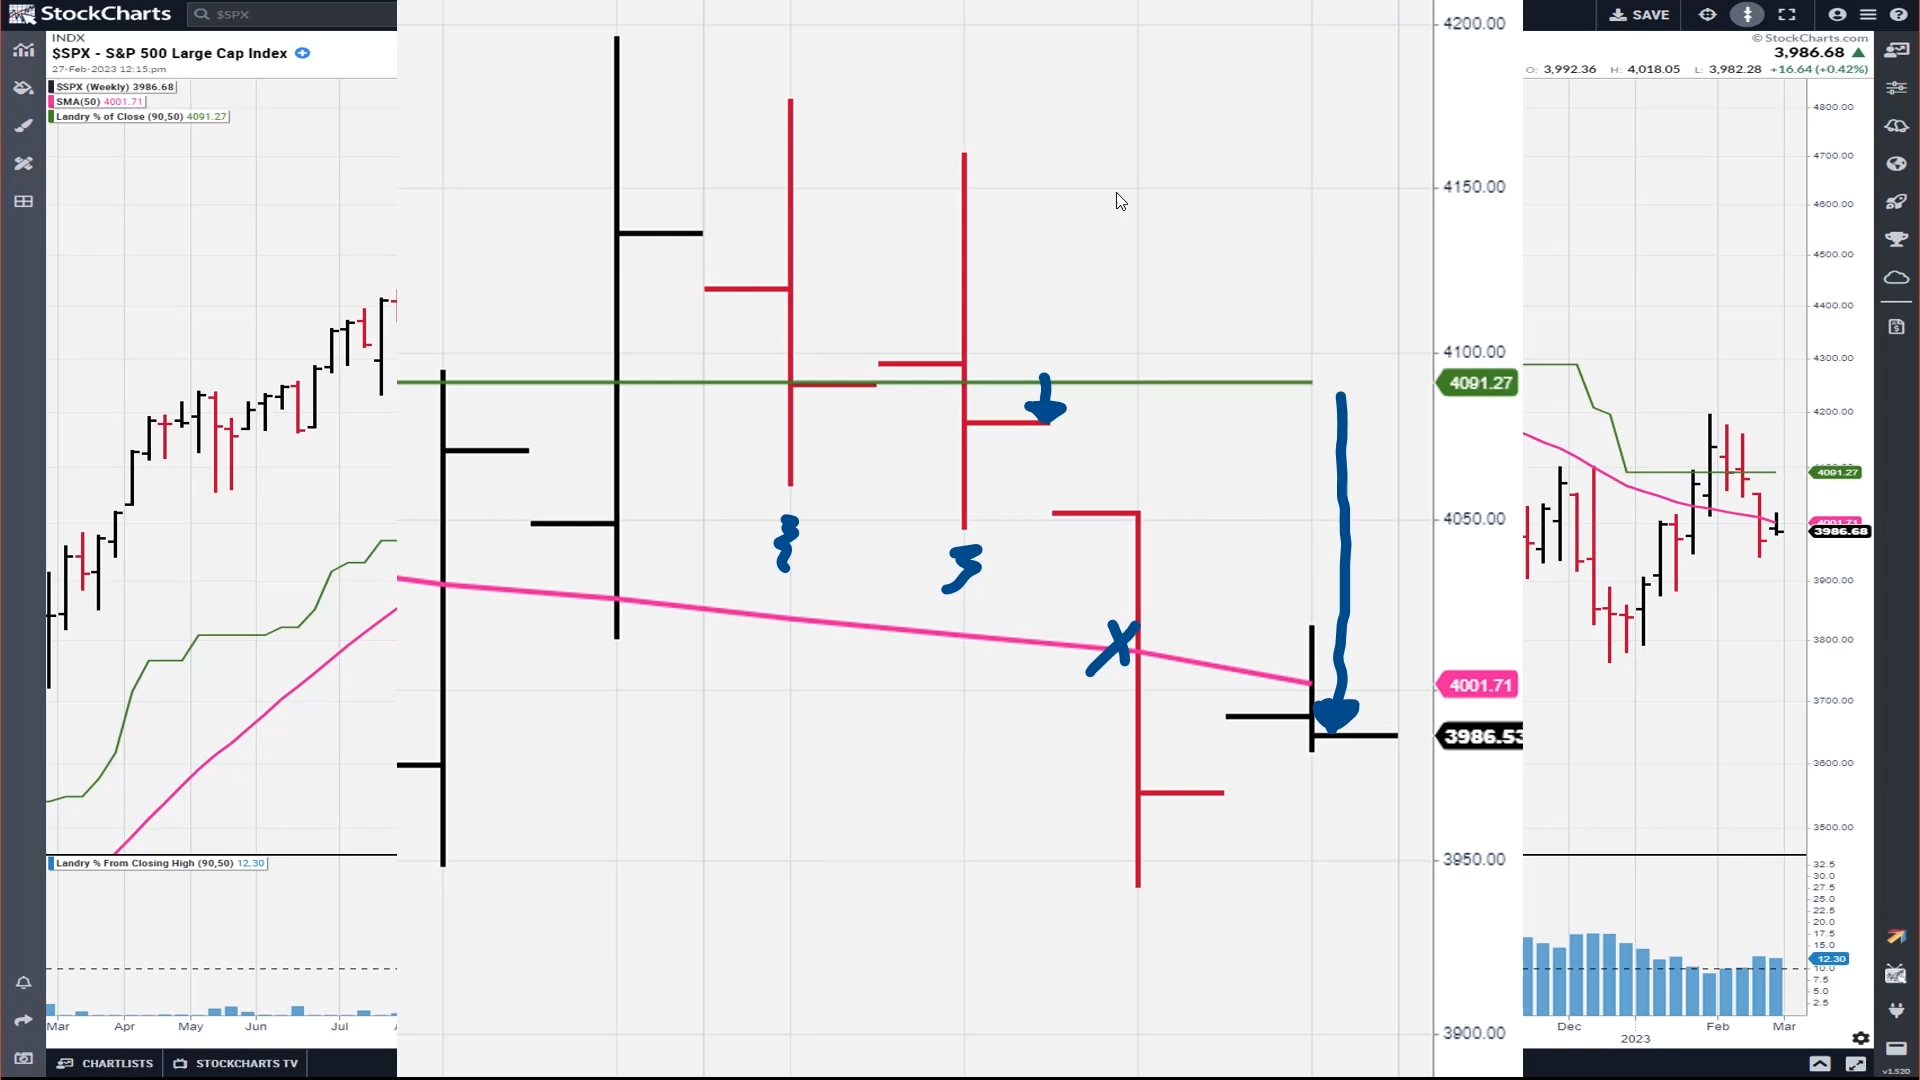 StockCharts
$SPX
SAVE
INDX
$SPX - S&P 500 Large Cap Index
27-Feb-2023 12:15:pm
© StockCharts.com
3,986.68
O: 3,992.36 H: 4,018.05 L: 3,982.28 +16.64 (+0.42%)
$SPX (Weekly) 3986.68
SMA(50) 4001.71
Landry % of Close (90,50) 4091.27
4200.00
4150.00
4100.00
4091.27
4050.00
4001.71
3986.53
3950.00
3900.00
4800.00
4700.00
4600.00
4500.00
4400.00
4300.00
4200.00
4091.27
4001.71
3986.68
3900.00
3800.00
3700.00
3600.00
3500.00
Landry % From Closing High (90,50) 12.30
32.5
30.0
27.5
25.0
22.5
20.0
17.5
15.0
12.30
10.0
7.5
5.0
2.5
Mar Apr May Jun Jul
Dec 2023 Feb Mar
CHARTLISTS STOCKCHARTS TV
v1.520